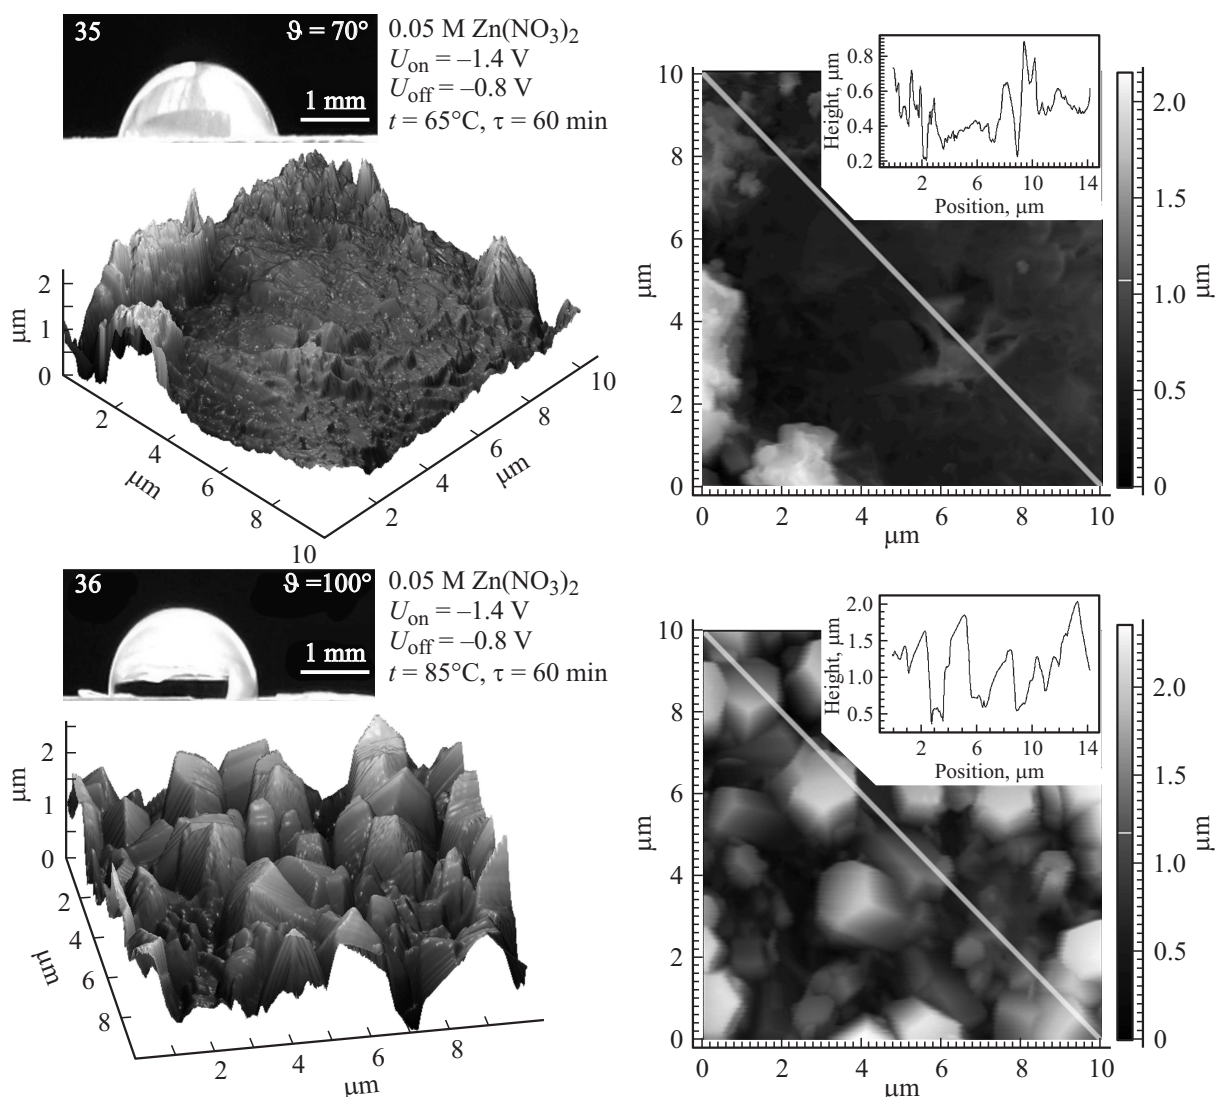 35
ϑ = 70°
1 mm
0.05 M Zn(NO3)2
Uon = –1.4 V
Uoff = –0.8 V
t = 65°C, τ = 60 min
μm
2
1
0
2
4
6
8
10
μm
2
4
6
8
10
μm
10
8
6
4
2
0
μm
0
2
4
6
8
10
μm
Height, μm
0.8
0.6
0.4
0.2
2
6
10
14
Position, μm
2.0
1.5
1.0
0.5
0
μm
36
ϑ =100°
1 mm
0.05 M Zn(NO3)2
Uon = –1.4 V
Uoff = –0.8 V
t = 85°C, τ = 60 min
μm
2
1
0
2
4
6
8
μm
2
4
6
8
μm
10
8
6
4
2
0
μm
0
2
4
6
8
10
μm
Height, μm
2.0
1.5
1.0
0.5
2
6
10
14
Position, μm
2.0
1.5
1.0
0.5
0
μm